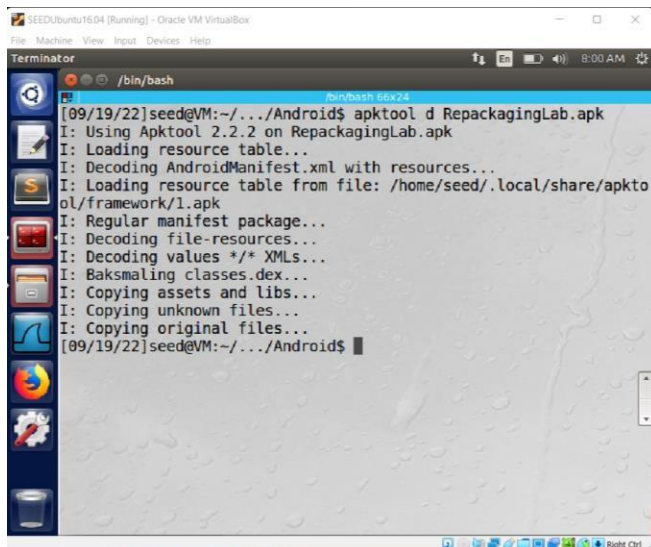 SEEDUbuntu16.04 [Running] - Oracle VM VirtualBox
File Machine View Input Devices Help
Terminator En 8:00 AM
/bin/bash
/bin/bash 66x24
[09/19/22]seed@VM:~/.../Android$ apktool d RepackagingLab.apk
I: Using Apktool 2.2.2 on RepackagingLab.apk
I: Loading resource table...
I: Decoding AndroidManifest.xml with resources...
I: Loading resource table from file: /home/seed/.local/share/apkto
ol/framework/1.apk
I: Regular manifest package...
I: Decoding file-resources...
I: Decoding values */* XMLs...
I: Baksmaling classes.dex...
I: Copying assets and libs...
I: Copying unknown files...
I: Copying original files...
[09/19/22]seed@VM:~/.../Android$
Right Ctrl